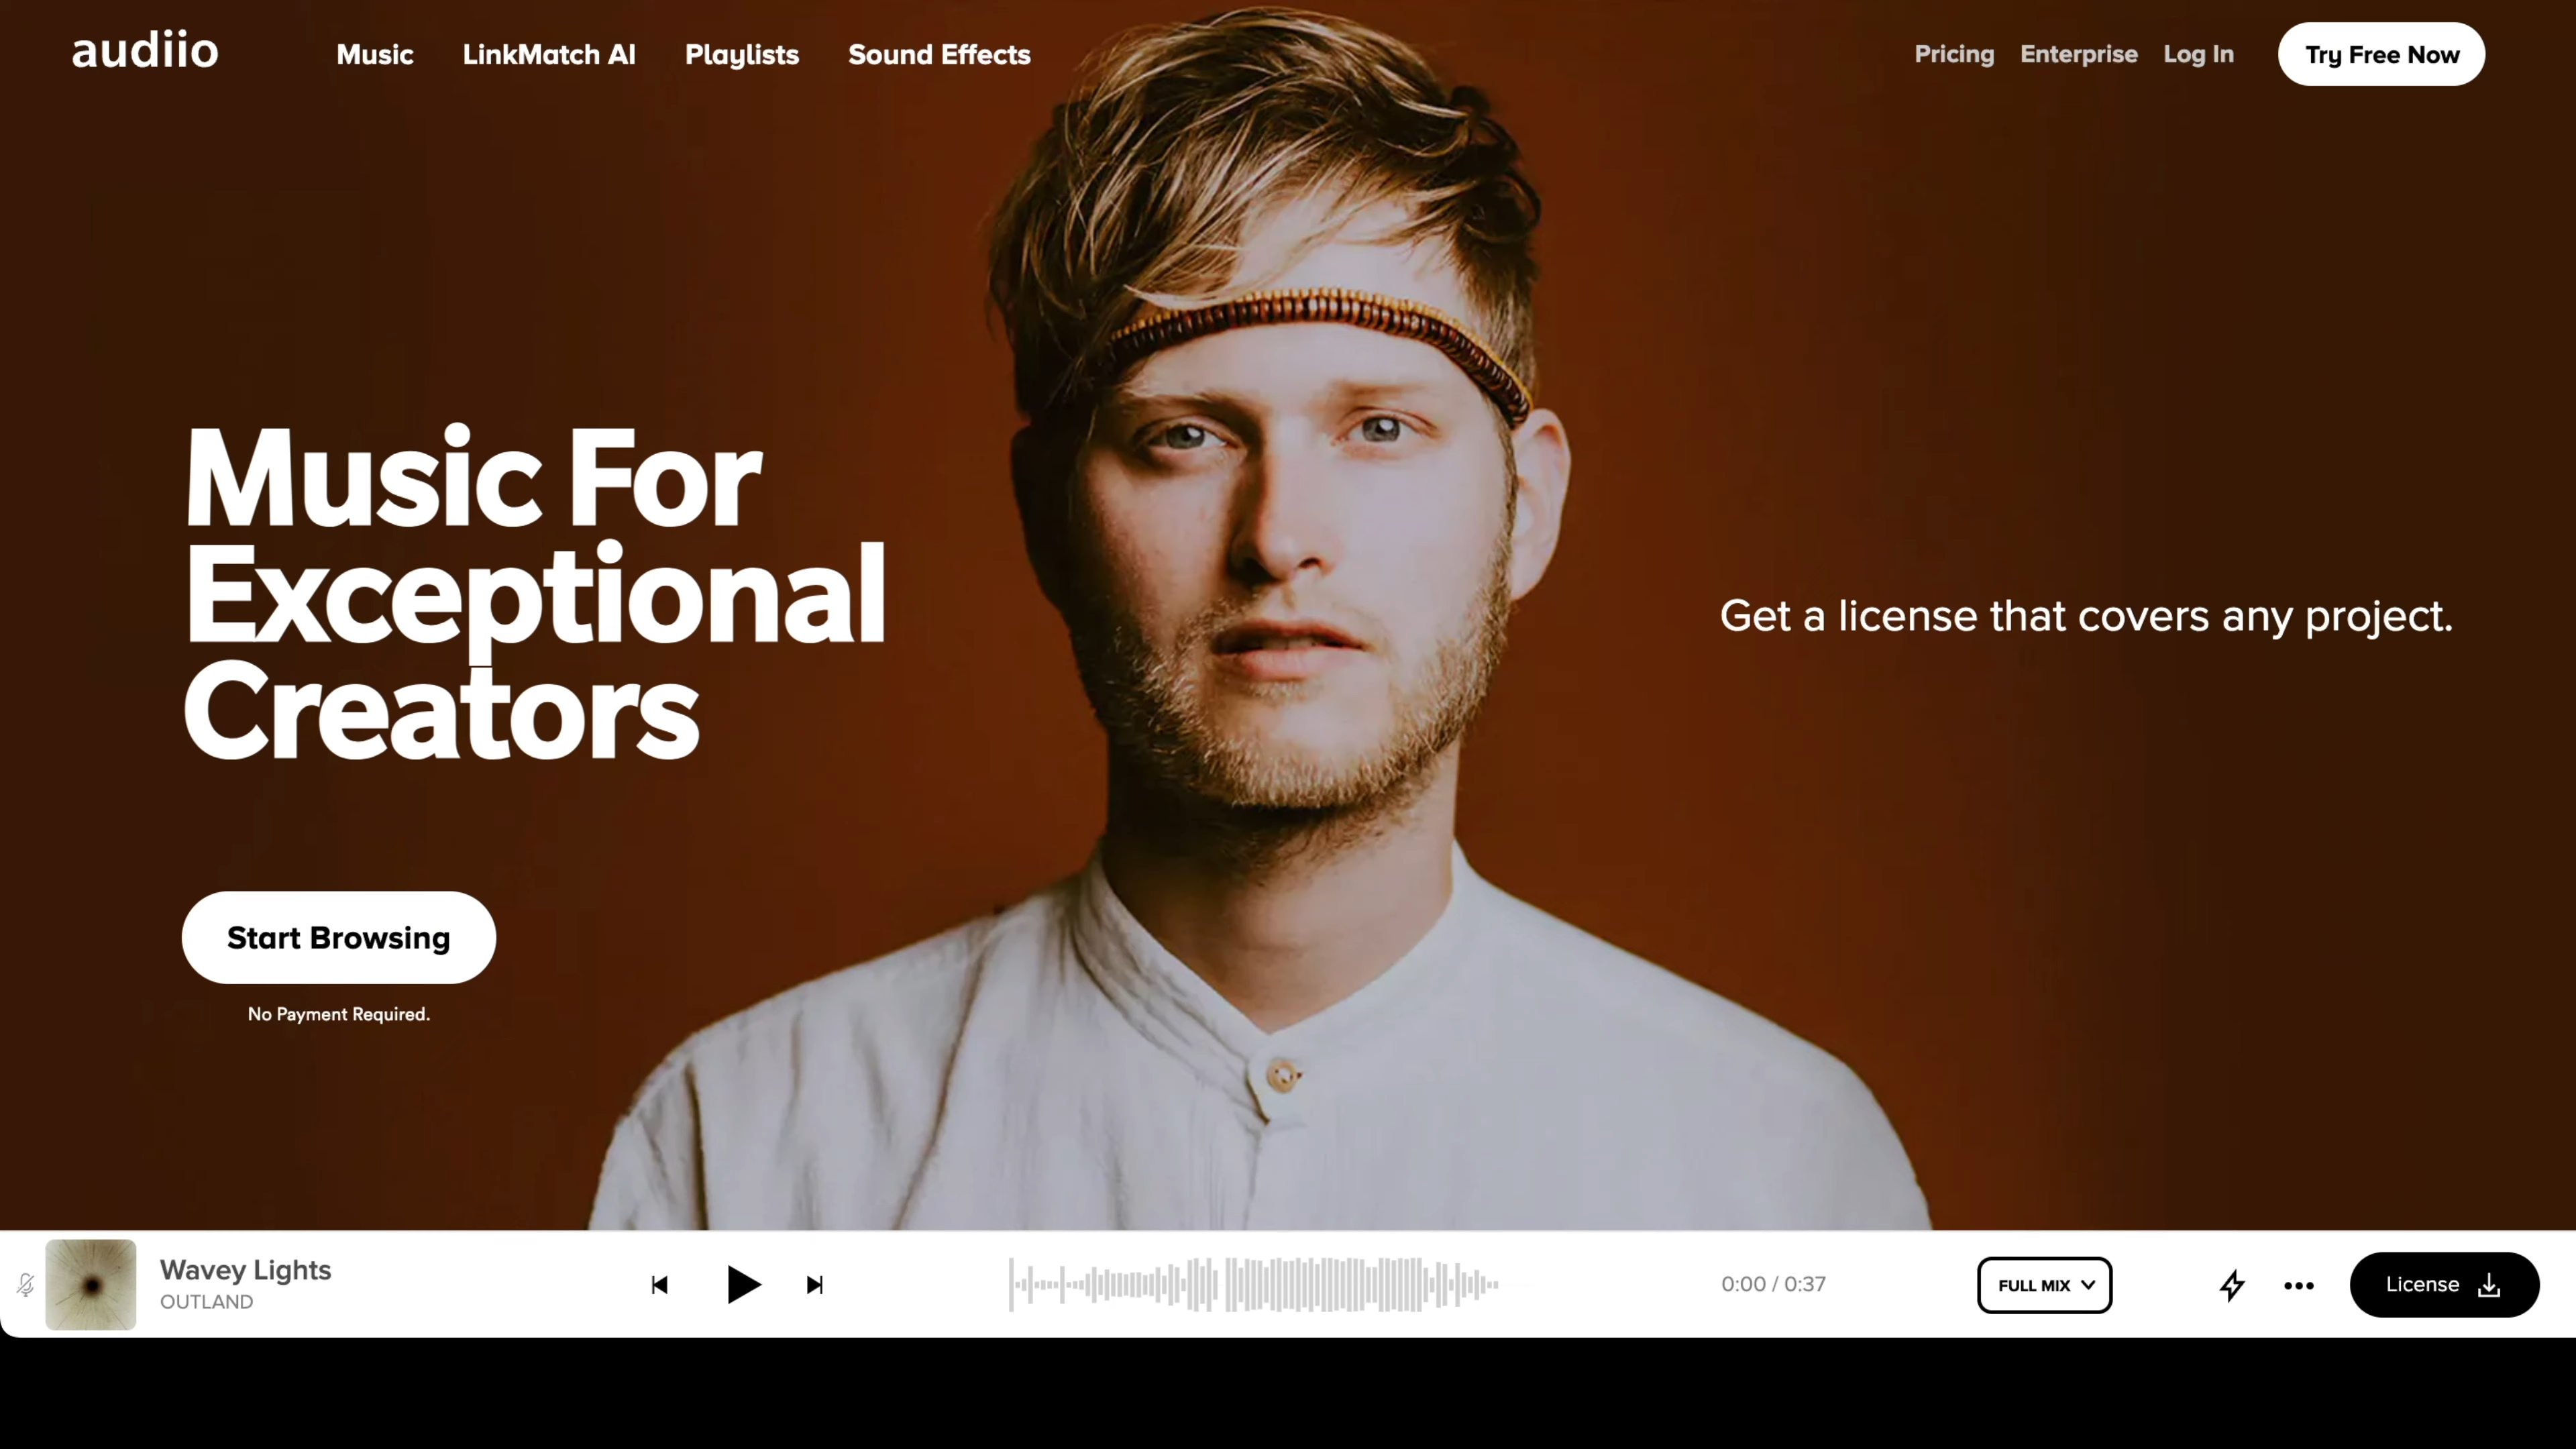 audiio
Music
LinkMatch AI
Playlists
Sound Effects
Pricing
Enterprise
Log In
Try Free Now
Music For
Exceptional
Creators
Get a license that covers any project.
Start Browsing
No Payment Required.
Wavey Lights
OUTLAND
0:00 / 0:37
FULL MIX
License